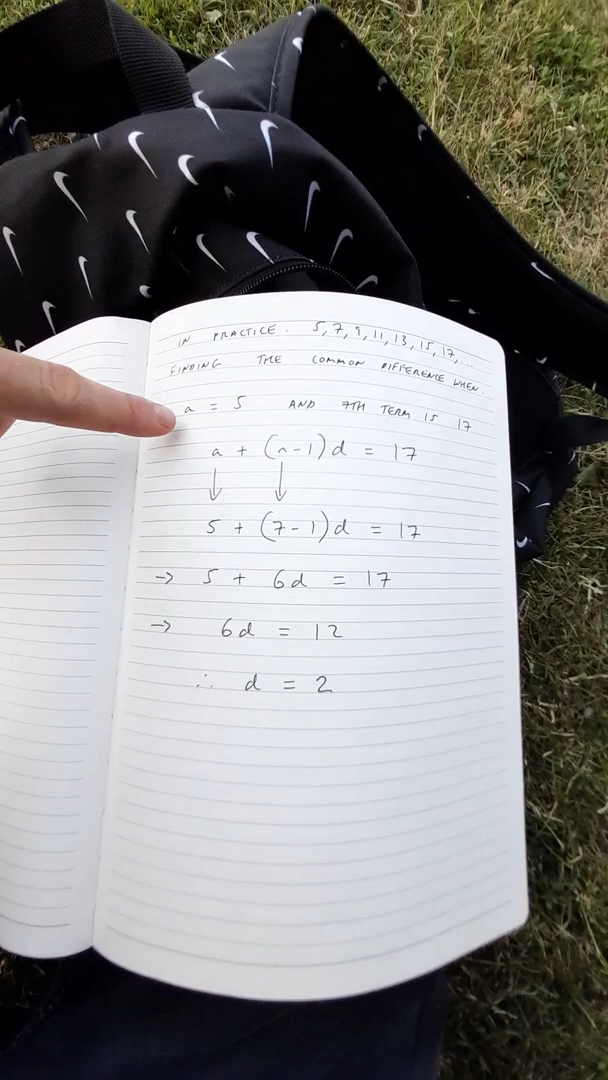 IN PRACTICE: 5, 7, 9, 11, 13, 15, 17, ...
FINDING THE COMMON DIFFERENCE WHEN:
a = 5 AND 7TH TERM IS 17
a + (n-1)d = 17
↓ ↓
5 + (7-1)d = 17
→ 5 + 6d = 17
→ 6d = 12
∴ d = 2